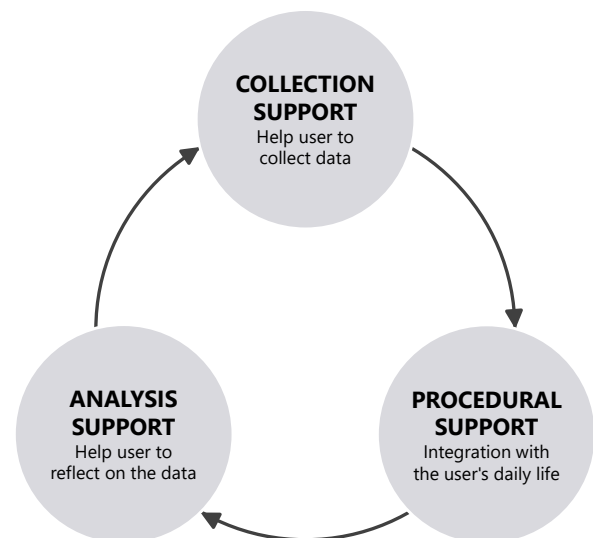 COLLECTION
SUPPORT
Help user to
collect data
ANALYSIS
SUPPORT
Help user to
reflect on the data
PROCEDURAL
SUPPORT
Integration with
the user's daily life